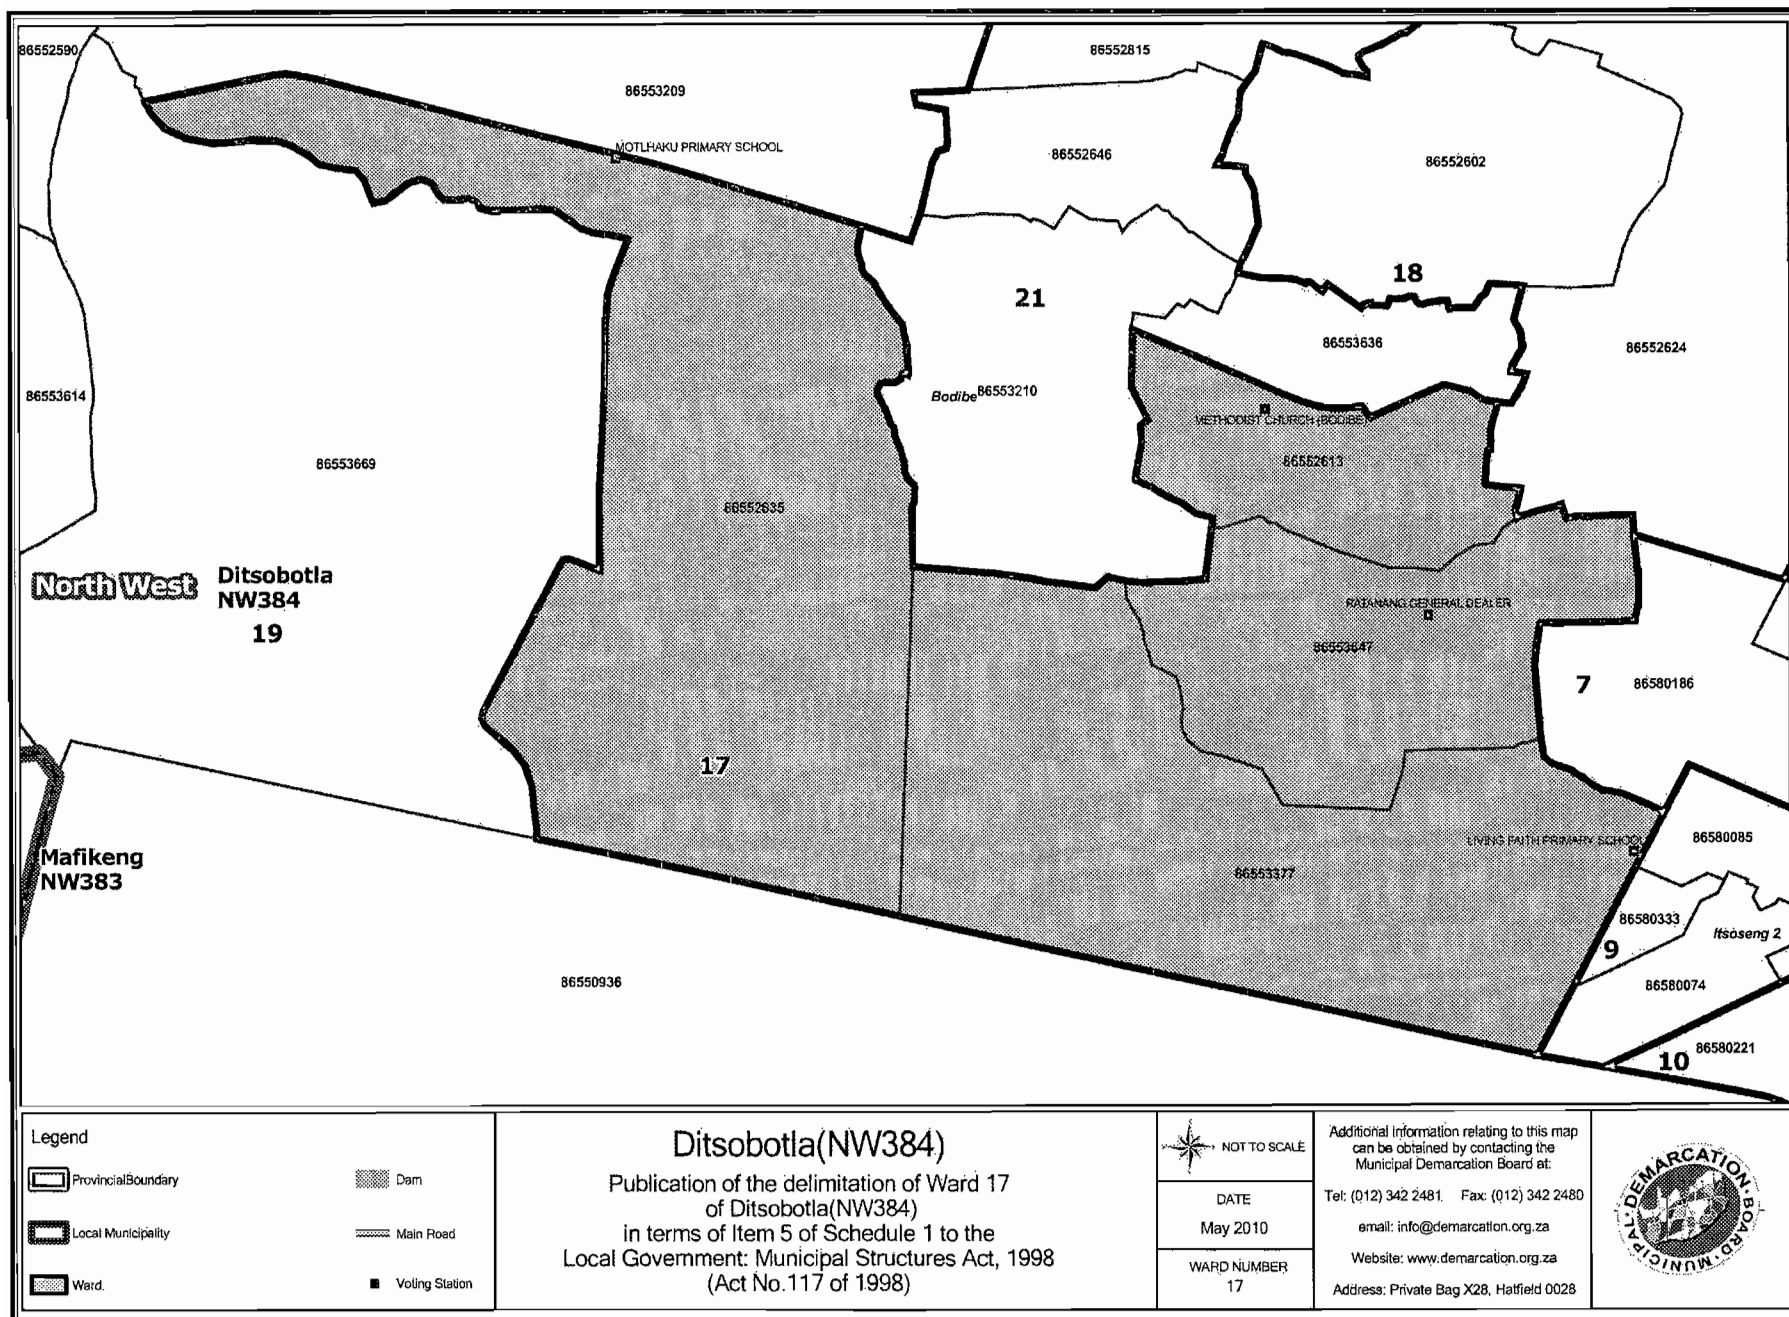 86552590
86552815
86553209
MOTLHAKU PRIMARY SCHOOL
86552646
86552602
21
18
86553636
86552624
86553614
Bodibe 86553210
METHODIST CHURCH (BODIBE)
86553669
86552613
86552635
North West
Ditsobotla
NW384
19
RATANANG GENERAL DEALER
86553647
7
86580186
17
Mafikeng
NW383
LIVING FAITH PRIMARY SCHOOL
86580085
86553377
86580333
Itsoseng 2
9
86550936
86580074
10
86580221
Legend
ProvincialBoundary
Local Municipality
Ward.
Dam
Main Road
Voting Station
Ditsobotla(NW384)
Publication of the delimitation of Ward 17
of Ditsobotla(NW384)
in terms of Item 5 of Schedule 1 to the
Local Government: Municipal Structures Act, 1998
(Act No.117 of 1998)
NOT TO SCALE
DATE
May 2010
WARD NUMBER
17
Additional information relating to this map
can be obtained by contacting the
Municipal Demarcation Board at:
Tel: (012) 342 2481 Fax: (012) 342 2480
email: info@demarcation.org.za
Website: www.demarcation.org.za
Address: Private Bag X28, Hatfield 0028
MUNICIPAL DEMARCATION BOARD